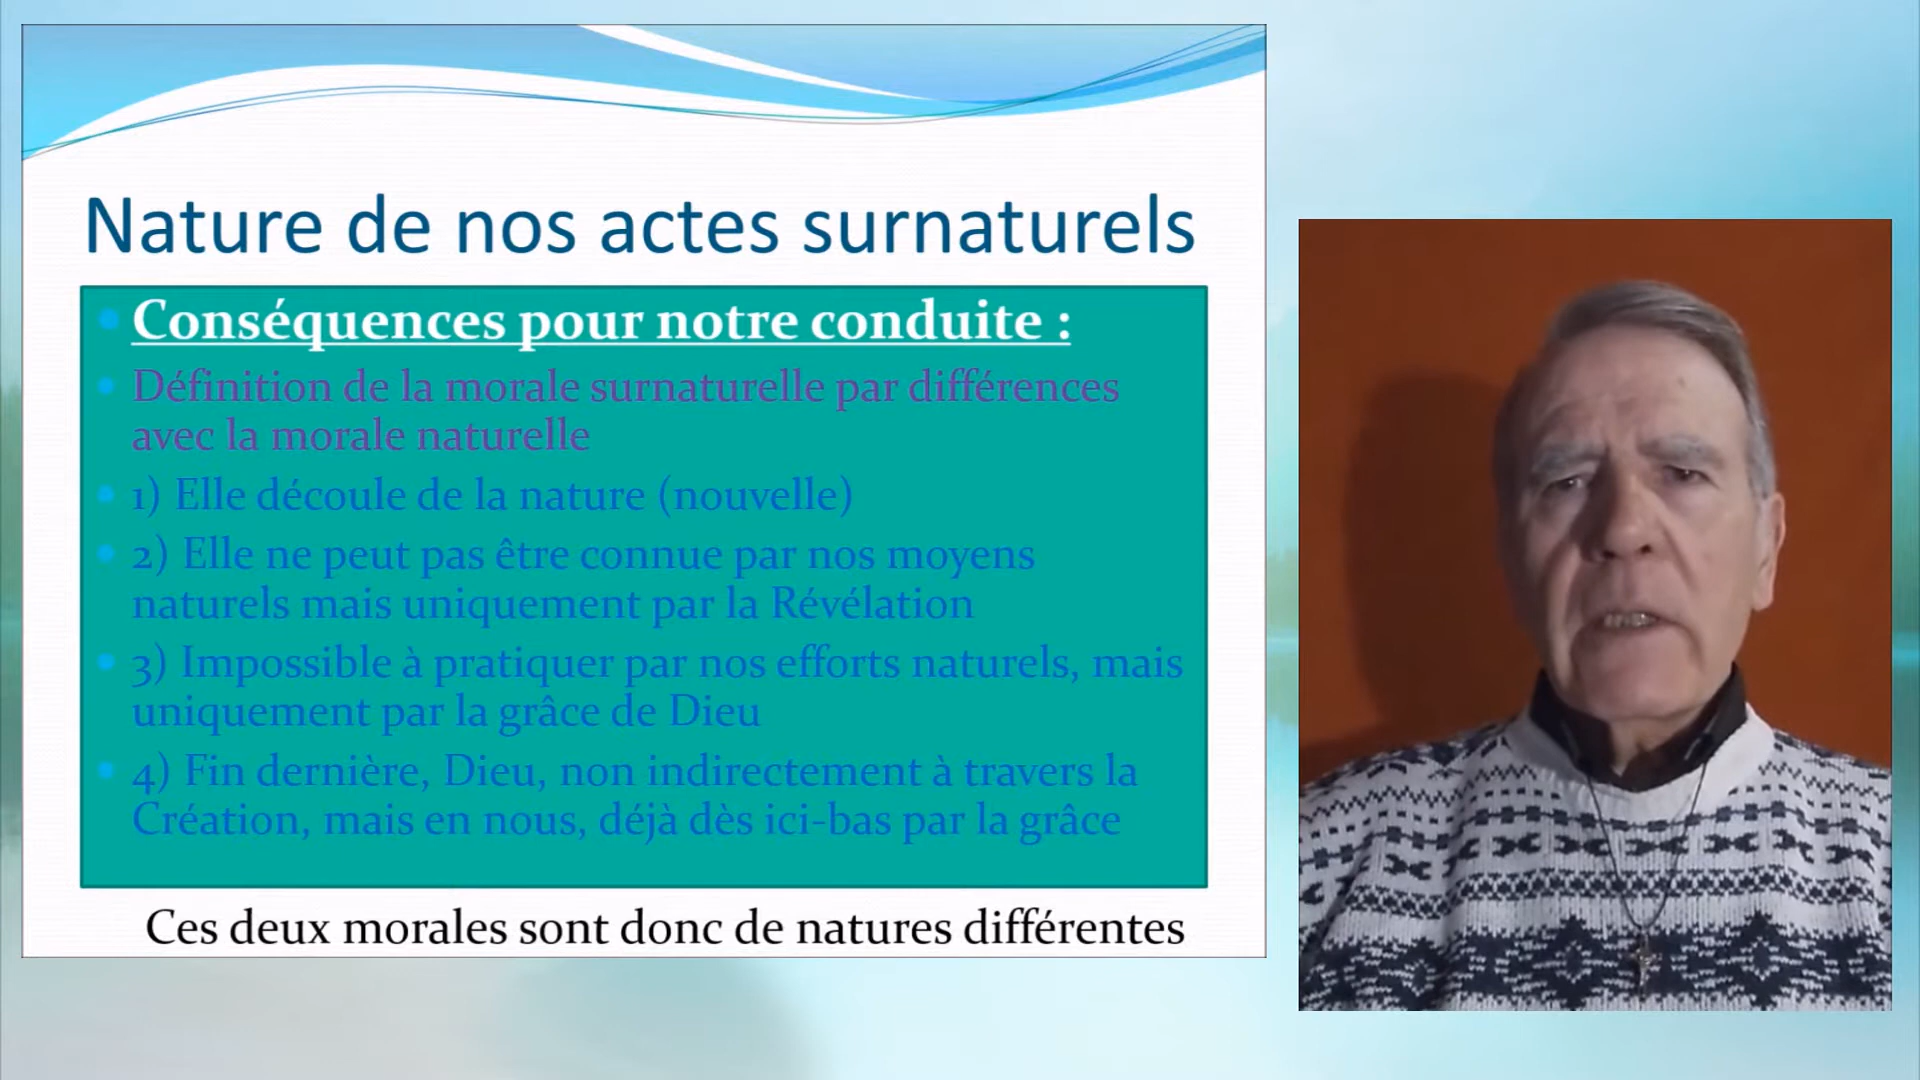 Nature de nos actes surnaturels
Conséquences pour notre conduite :
Définition de la morale surnaturelle par différences
avec la morale naturelle
1) Elle découle de la nature (nouvelle)
2) Elle ne peut pas être connue par nos moyens
naturels mais uniquement par la Révélation
3) Impossible à pratiquer par nos efforts naturels, mais
uniquement par la grâce de Dieu
4) Fin dernière, Dieu, non indirectement à travers la
Création, mais en nous, déjà dès ici-bas par la grâce
Ces deux morales sont donc de natures différentes